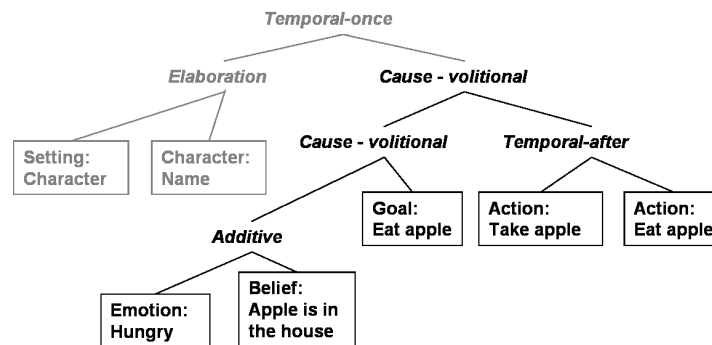 Temporal-once
Elaboration
Cause - volitional
Cause - volitional
Temporal-after
Setting:
Character
Character:
Name
Goal:
Eat apple
Action:
Take apple
Action:
Eat apple
Additive
Emotion:
Hungry
Belief:
Apple is in
the house